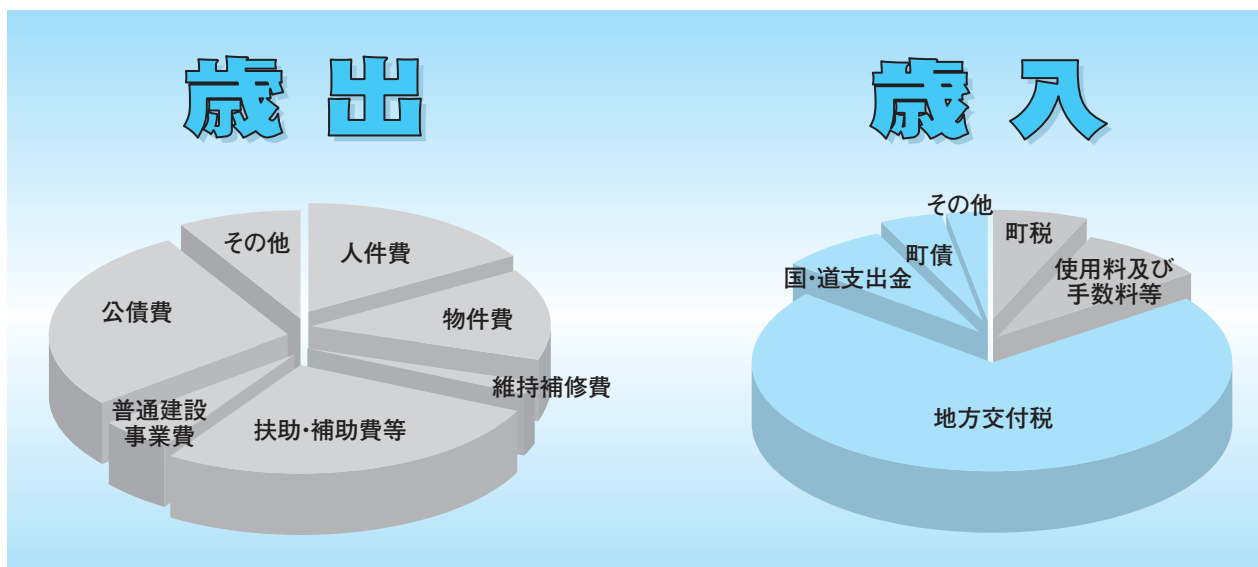 歳出
その他
人件費
公債費
物件費
維持補修費
普通建設
事業費
扶助・補助費等
歳入
その他
町税
町債
使用料及び
手数料等
国・道支出金
地方交付税